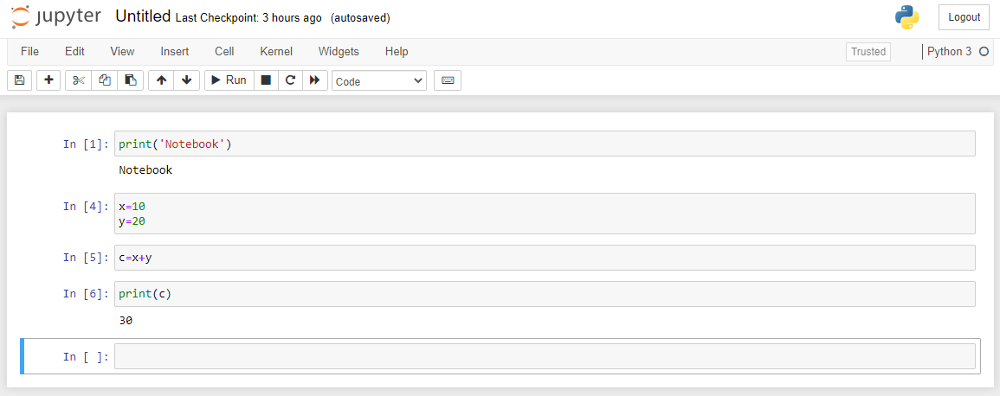 jupyter Untitled Last Checkpoint: 3 hours ago (autosaved) Logout
File Edit View Insert Cell Kernel Widgets Help Trusted Python 3
Run Code
In [1]: print('Notebook')
Notebook
In [4]: x=10
y=20
In [5]: c=x+y
In [6]: print(c)
30
In [ ]: